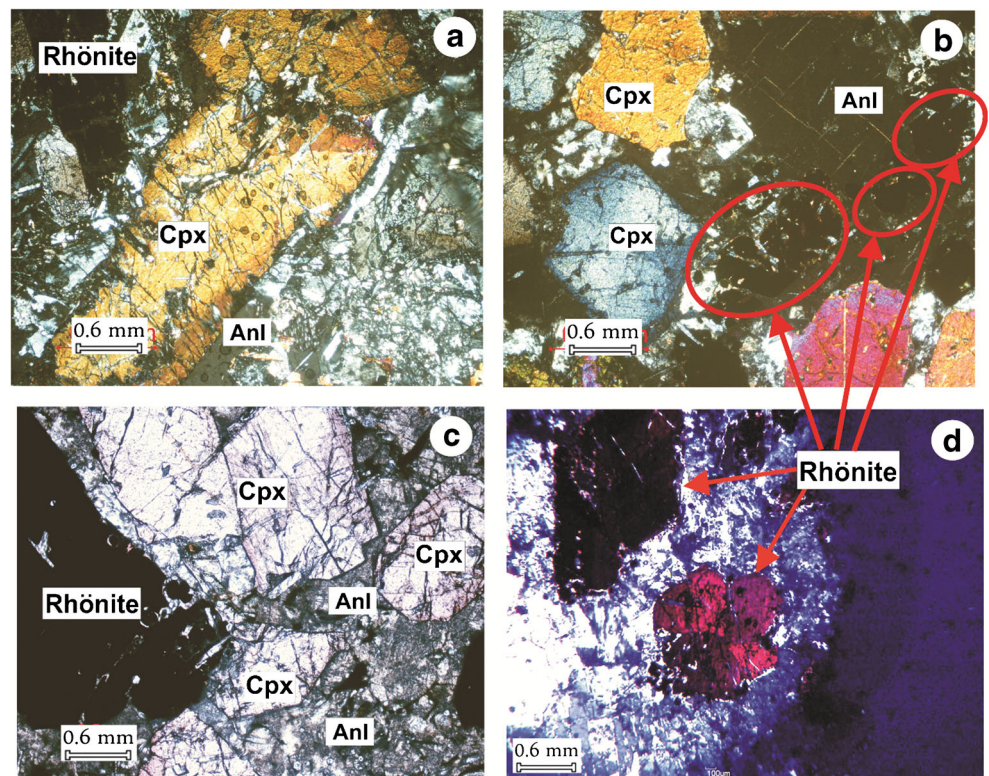 a
Rhönite
Cpx
Anl
0.6 mm
b
Cpx
Anl
Cpx
0.6 mm
c
Cpx
Cpx
Rhönite
Anl
Cpx
Anl
0.6 mm
d
Rhönite
0.6 mm
100µm